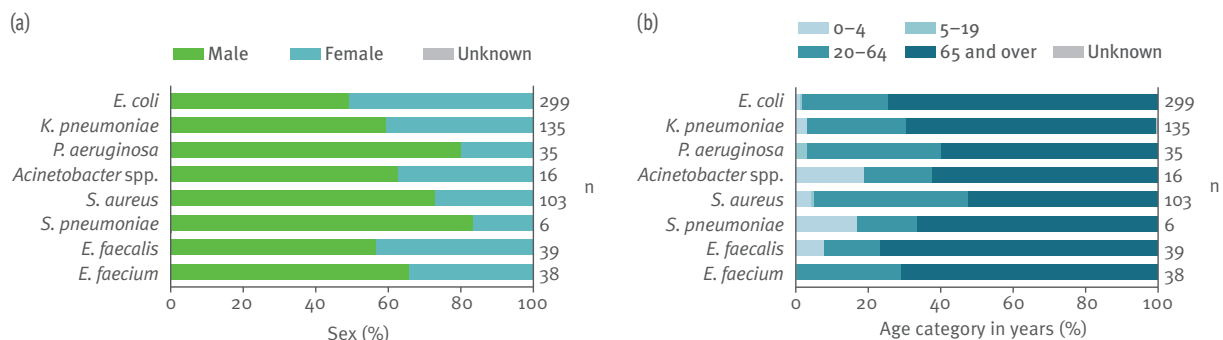 (a)
Male Female Unknown
E. coli 299
K. pneumoniae 135
P. aeruginosa 35
Acinetobacter spp. 16
n
S. aureus 103
S. pneumoniae 6
E. faecalis 39
E. faecium 38
0 20 40 60 80 100
Sex (%)
(b)
0–4 5–19
20–64 65 and over Unknown
E. coli 299
K. pneumoniae 135
P. aeruginosa 35
Acinetobacter spp. 16
n
S. aureus 103
S. pneumoniae 6
E. faecalis 39
E. faecium 38
0 20 40 60 80 100
Age category in years (%)